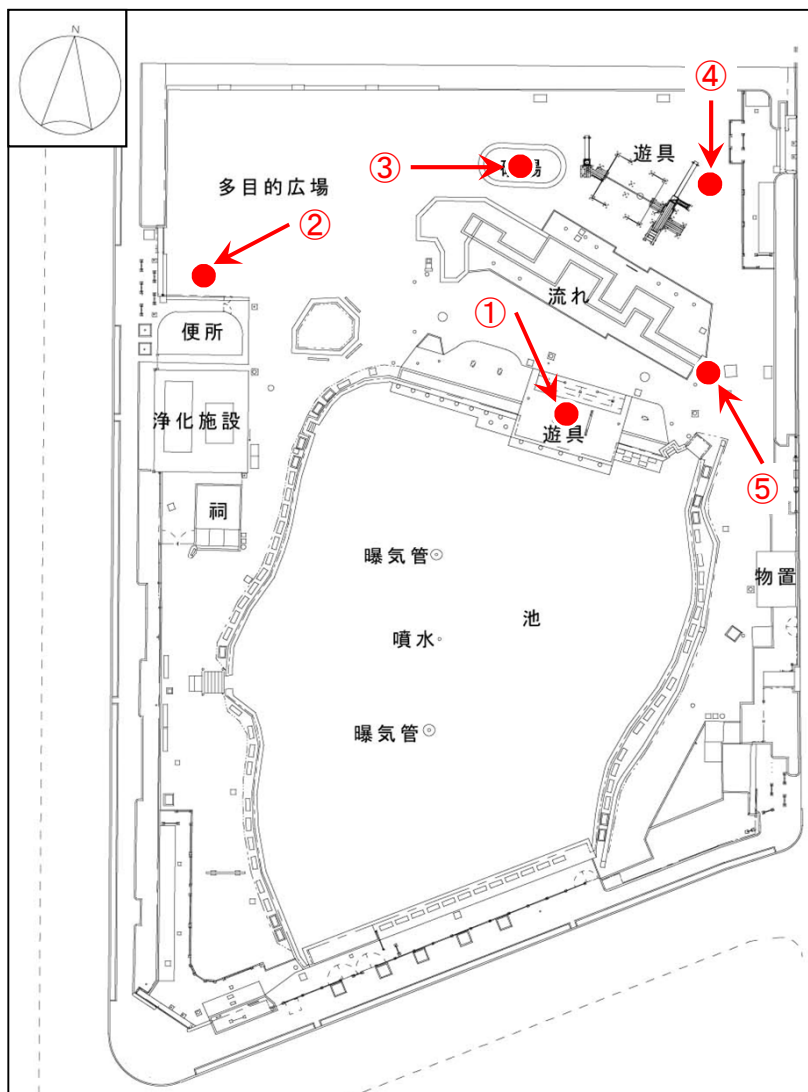 N
④
遊具
③
場
多目的広場
②
流れ
①
便所
遊具
浄化施設
⑤
祠
曝気管
物置
池
噴水
曝気管